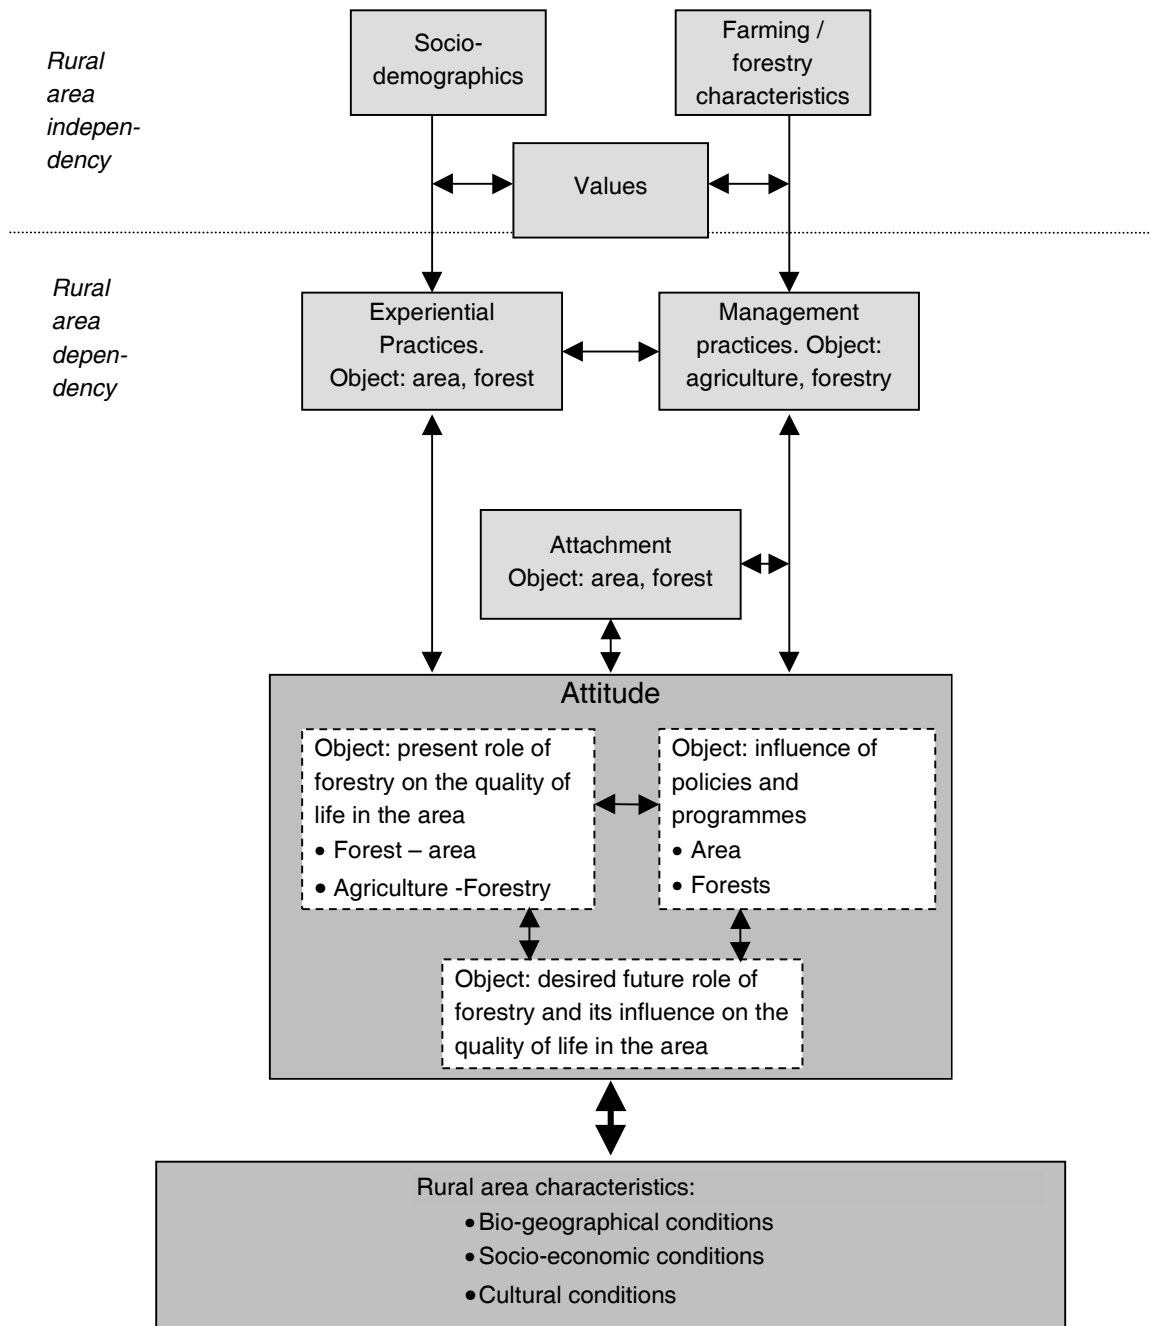 Rural
area
indepen-
dency
Socio-
demographics
Farming /
forestry
characteristics
Values
Rural
area
depen-
dency
Experiential
Practices.
Object: area, forest
Management
practices. Object:
agriculture, forestry
Attachment
Object: area, forest
Attitude
Object: present role of
forestry on the quality of
life in the area
• Forest – area
• Agriculture -Forestry
Object: influence of
policies and
programmes
• Area
• Forests
Object: desired future role of
forestry and its influence on the
quality of life in the area
Rural area characteristics:
• Bio-geographical conditions
• Socio-economic conditions
• Cultural conditions